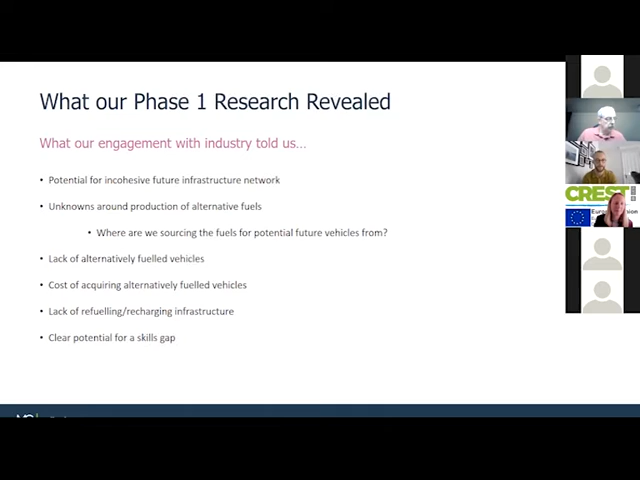 What our Phase 1 Research Revealed
What our engagement with industry told us...
• Potential for incohesive future infrastructure network
• Unknowns around production of alternative fuels
• Where are we sourcing the fuels for potential future vehicles from?
• Lack of alternatively fuelled vehicles
• Cost of acquiring alternatively fuelled vehicles
• Lack of refuelling/recharging infrastructure
• Clear potential for a skills gap
CREST